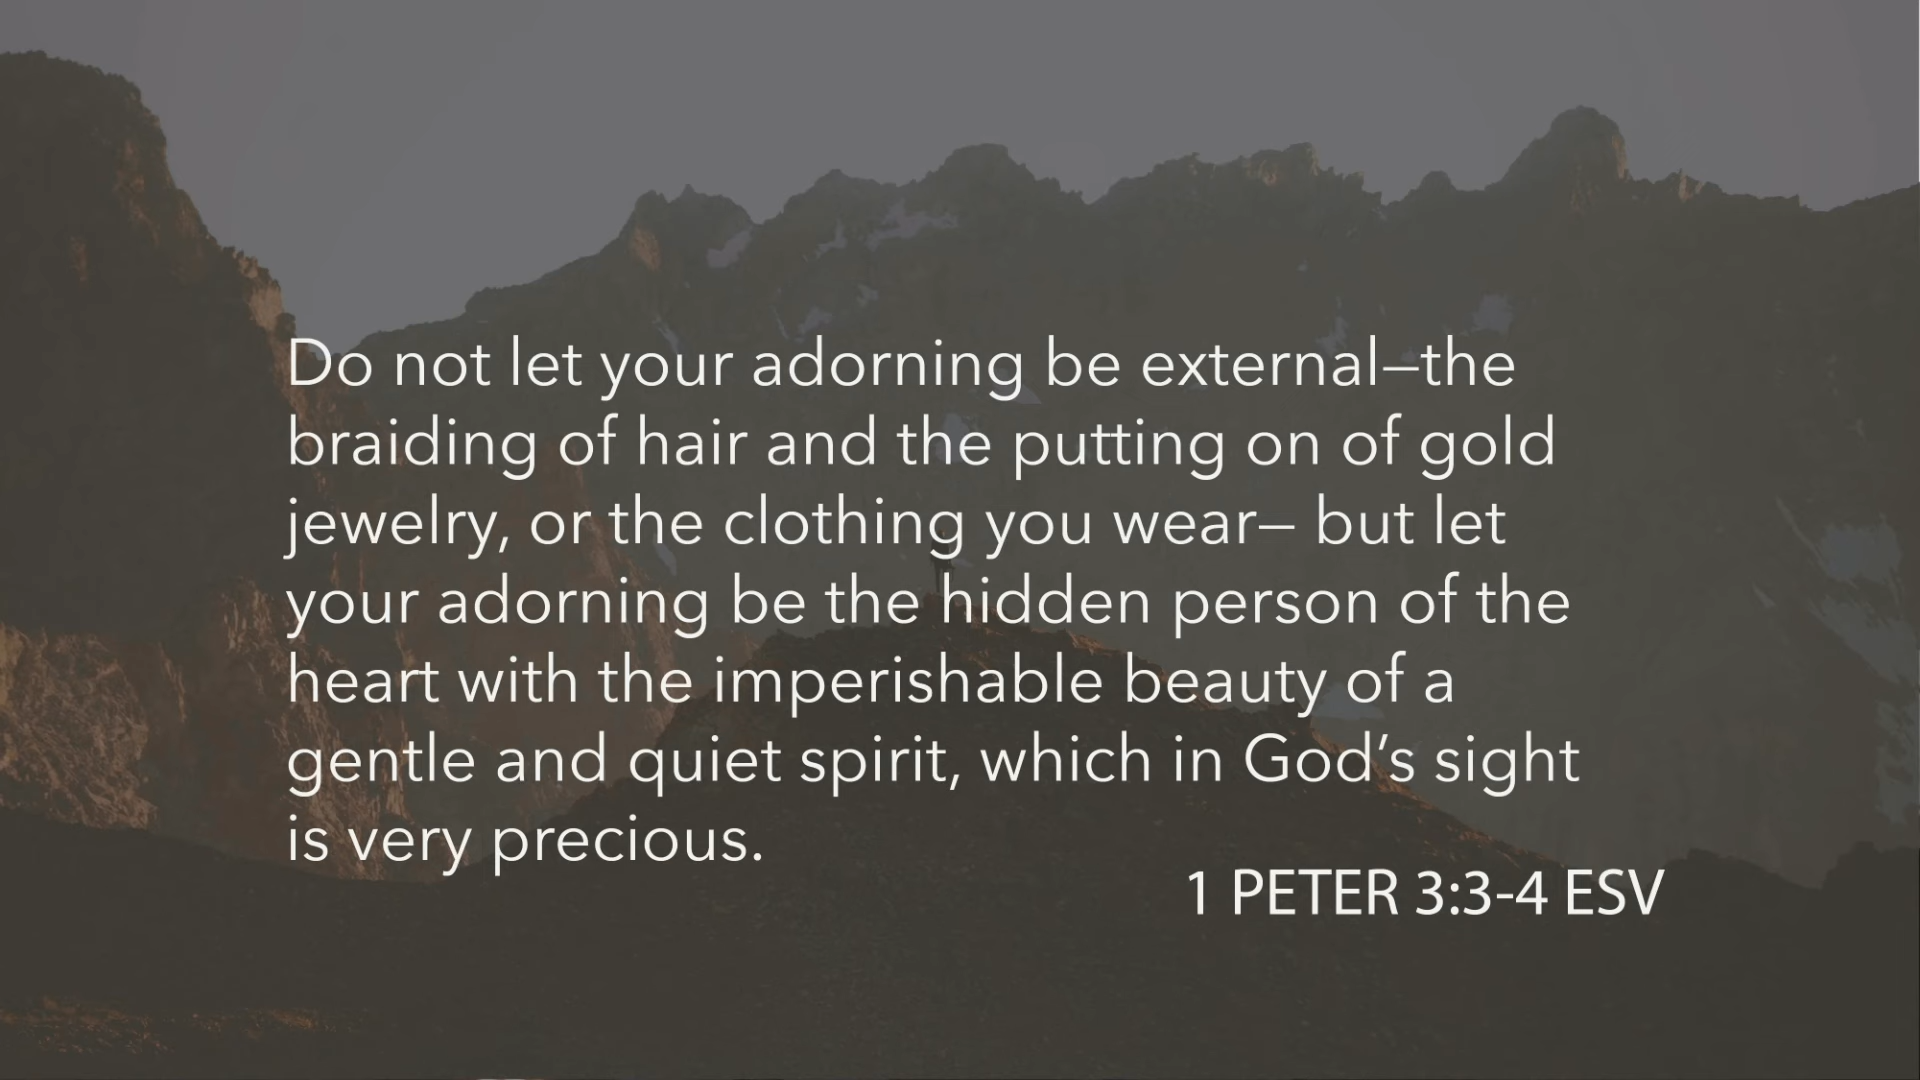 Do not let your adorning be external—the
braiding of hair and the putting on of gold
jewelry, or the clothing you wear— but let
your adorning be the hidden person of the
heart with the imperishable beauty of a
gentle and quiet spirit, which in God’s sight
is very precious.
1 PETER 3:3-4 ESV